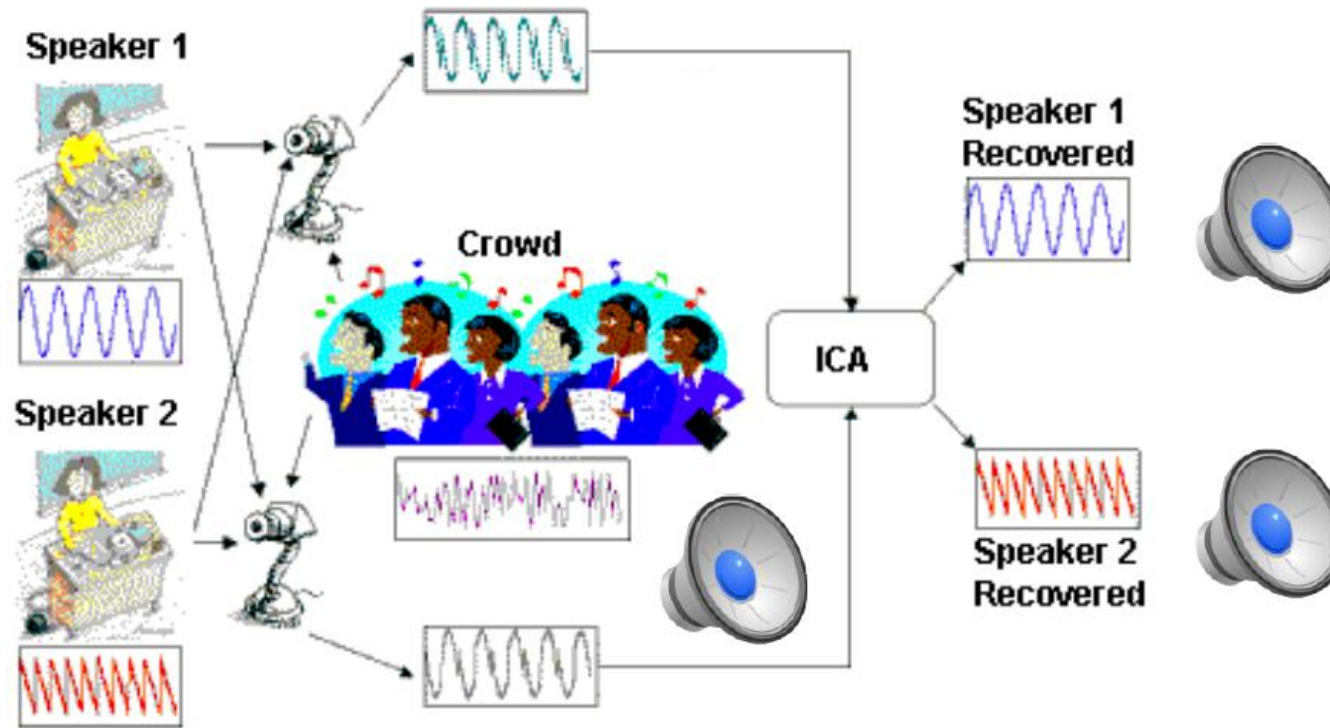 Speaker 1
Speaker 2
Crowd
ICA
Speaker 1
Recovered
Speaker 2
Recovered